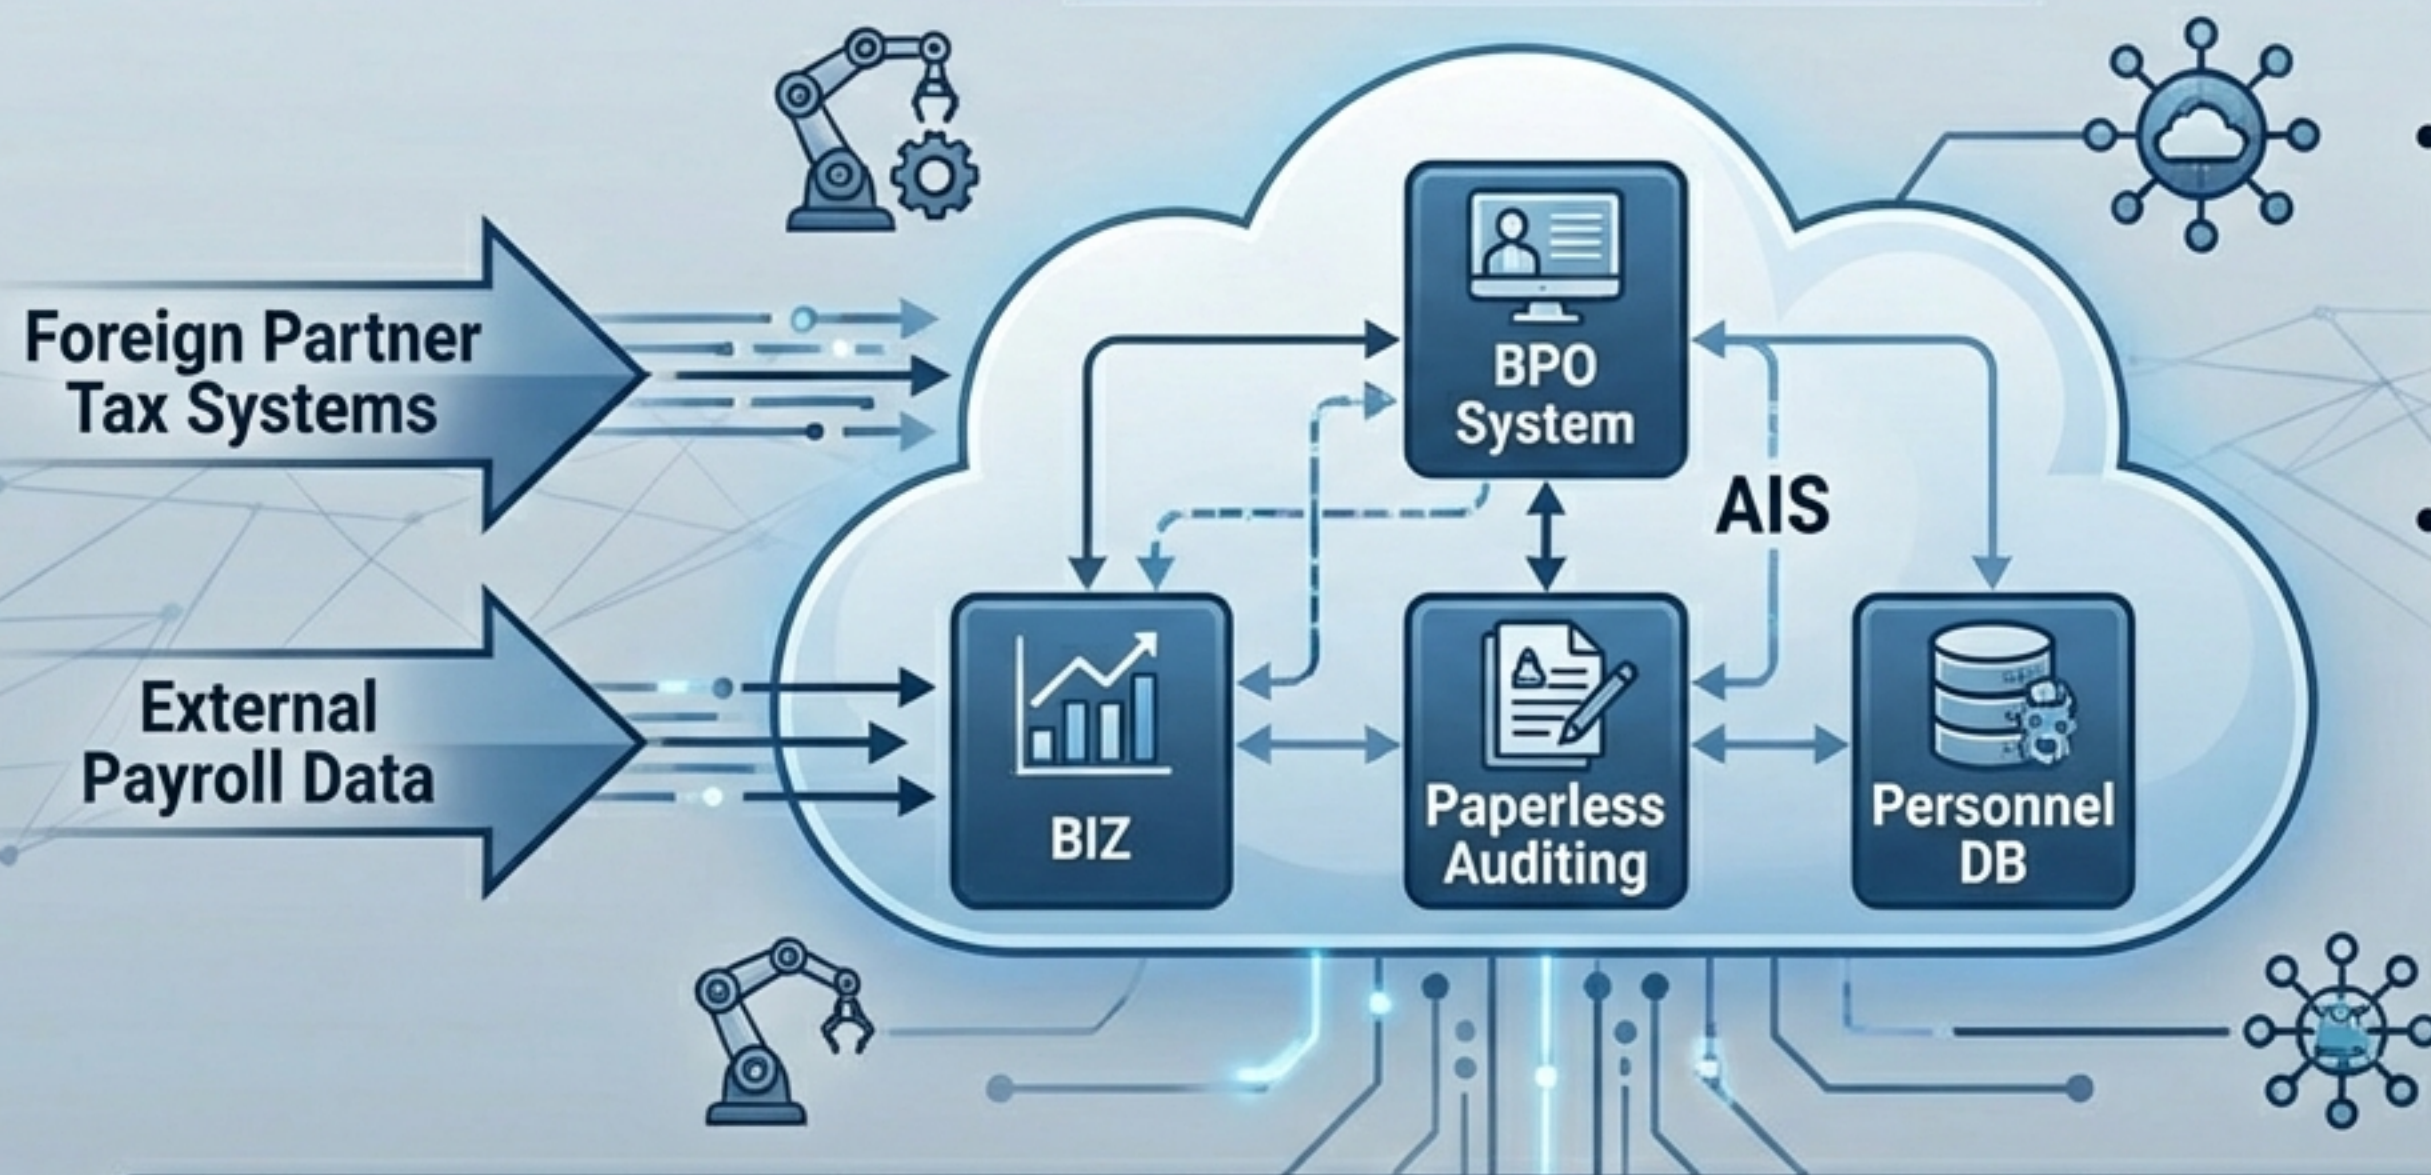 Foreign Partner
Tax Systems
External
Payroll Data
BPO
System
AIS
BIZ
Paperless
Auditing
Personnel
DB